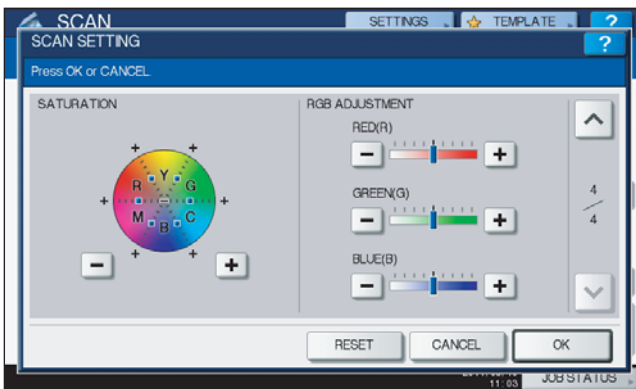 SCAN
SETTINGS
TEMPLATE
?
SCAN SETTING
?
Press OK or CANCEL
SATURATION
RGB ADJUSTMENT
RED(R)
- +
GREEN(G)
- +
BLUE(B)
- +
+ +
R Y G
+ +
M B C
+ +
- +
4
4
RESET
CANCEL
OK
11:03
JOB STATUS